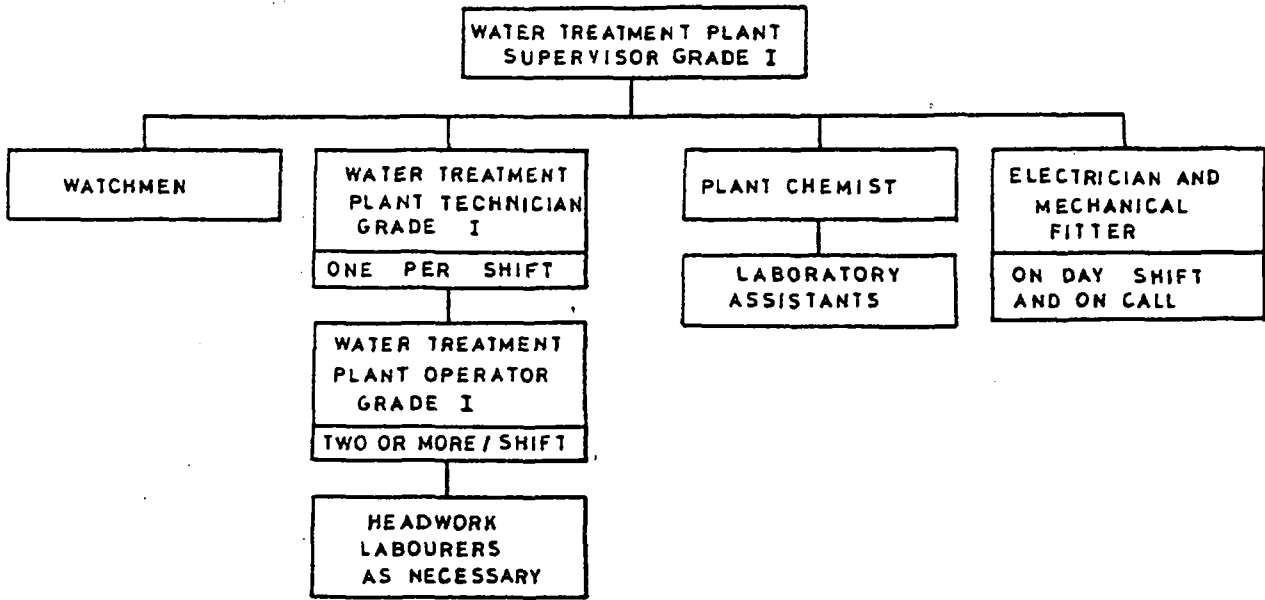 WATER TREATMENT PLANT
SUPERVISOR GRADE I
WATCHMEN
WATER TREATMENT
PLANT TECHNICIAN
GRADE I
ONE PER SHIFT
WATER TREATMENT
PLANT OPERATOR
GRADE I
TWO OR MORE / SHIFT
HEADWORK
LABOURERS
AS NECESSARY
PLANT CHEMIST
LABORATORY
ASSISTANTS
ELECTRICIAN AND
MECHANICAL
FITTER
ON DAY SHIFT
AND ON CALL